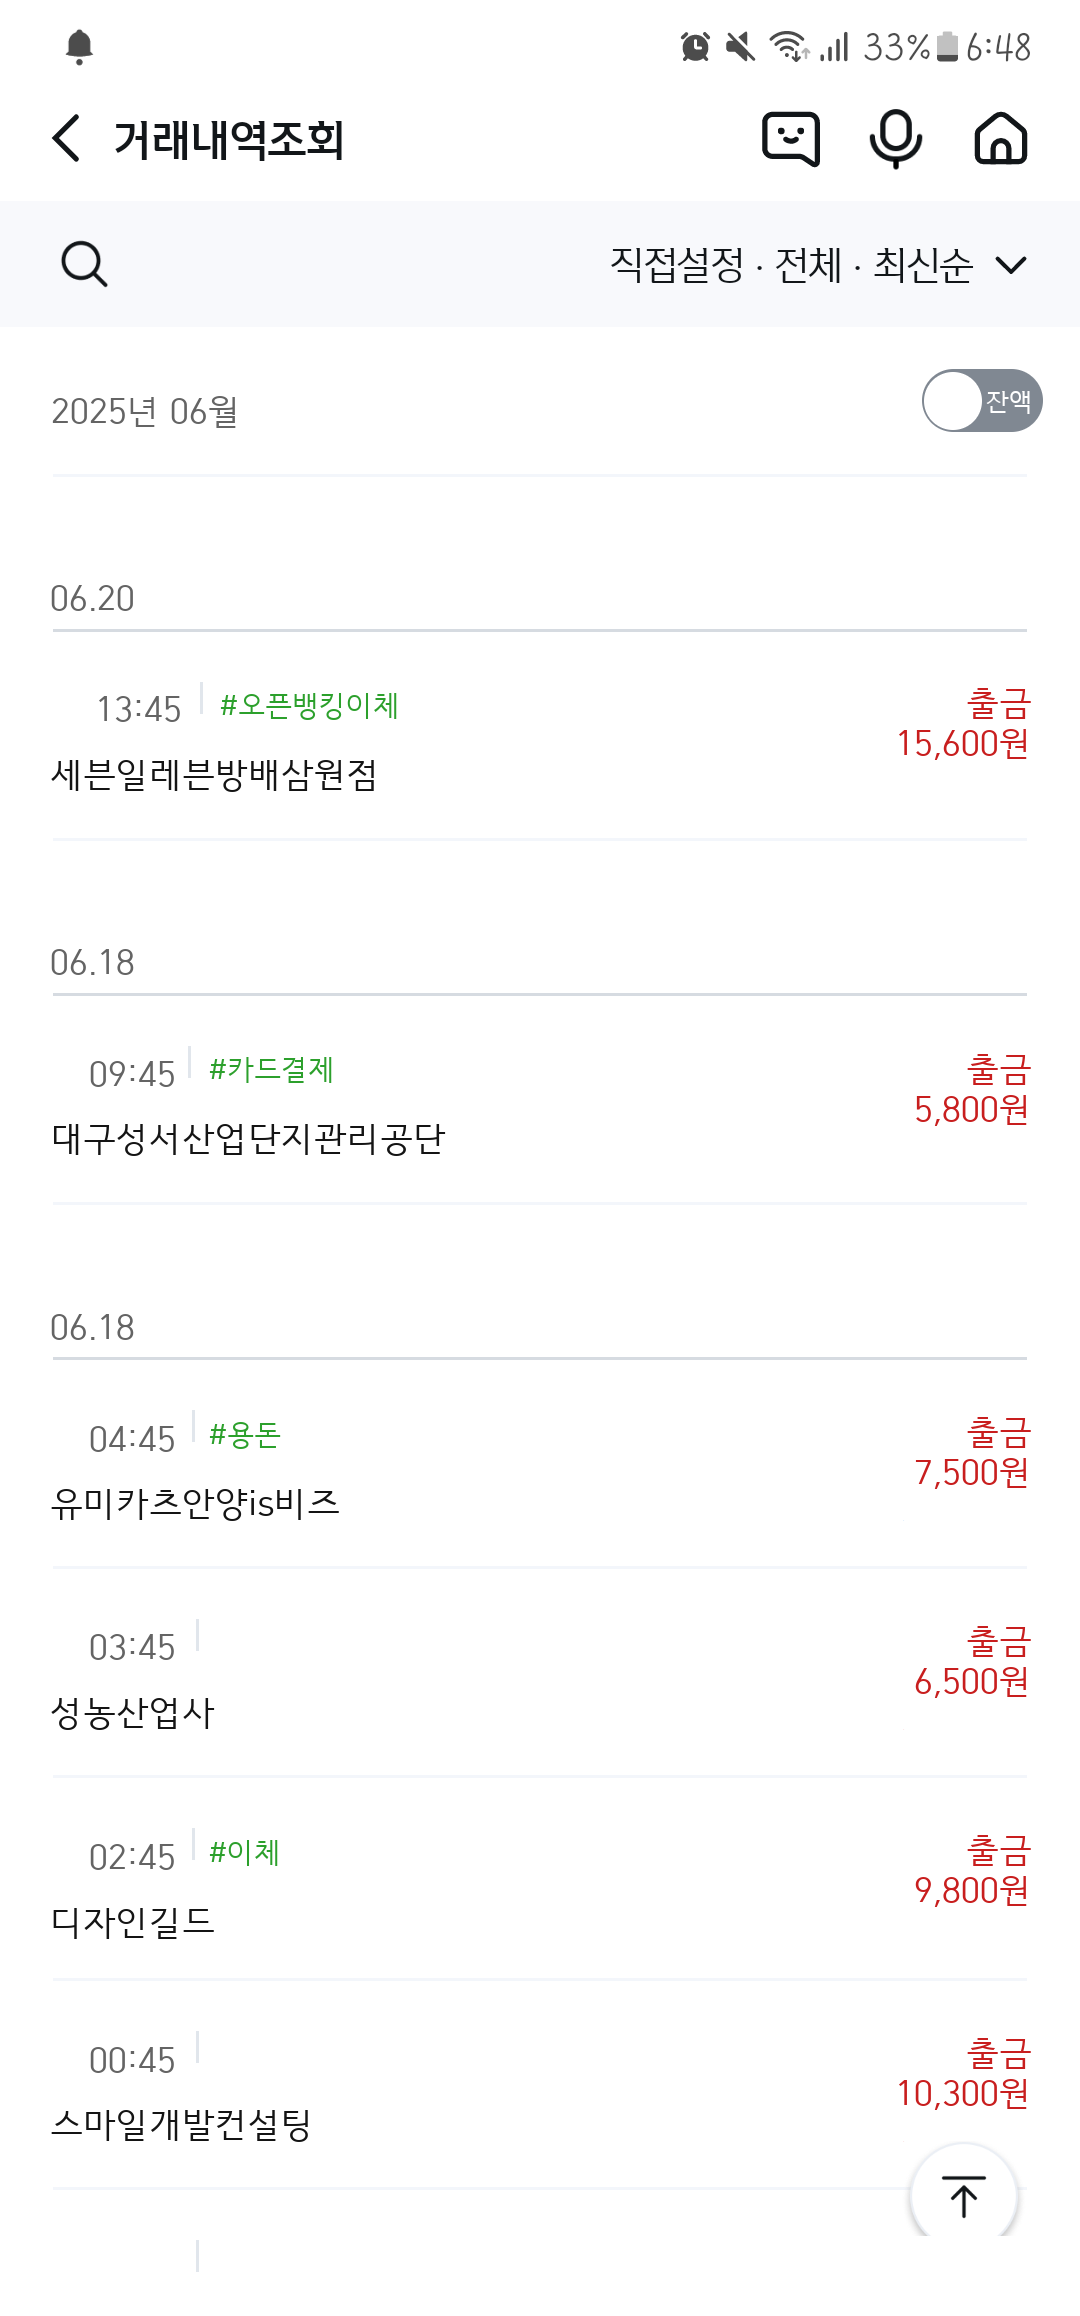 33% 6:48
거래내역조회
직접설정 · 전체 · 최신순
2025년 06월
잔액
06.20
13:45 #오픈뱅킹이체
출금
15,600원
세븐일레븐방배삼원점
06.18
09:45 #카드결제
출금
5,800원
대구성서산업단지관리공단
06.18
04:45 #용돈
출금
7,500원
유미카츠안양is비즈
03:45
출금
6,500원
성농산업사
02:45 #이체
출금
9,800원
디자인길드
00:45
출금
10,300원
스마일개발컨설팅